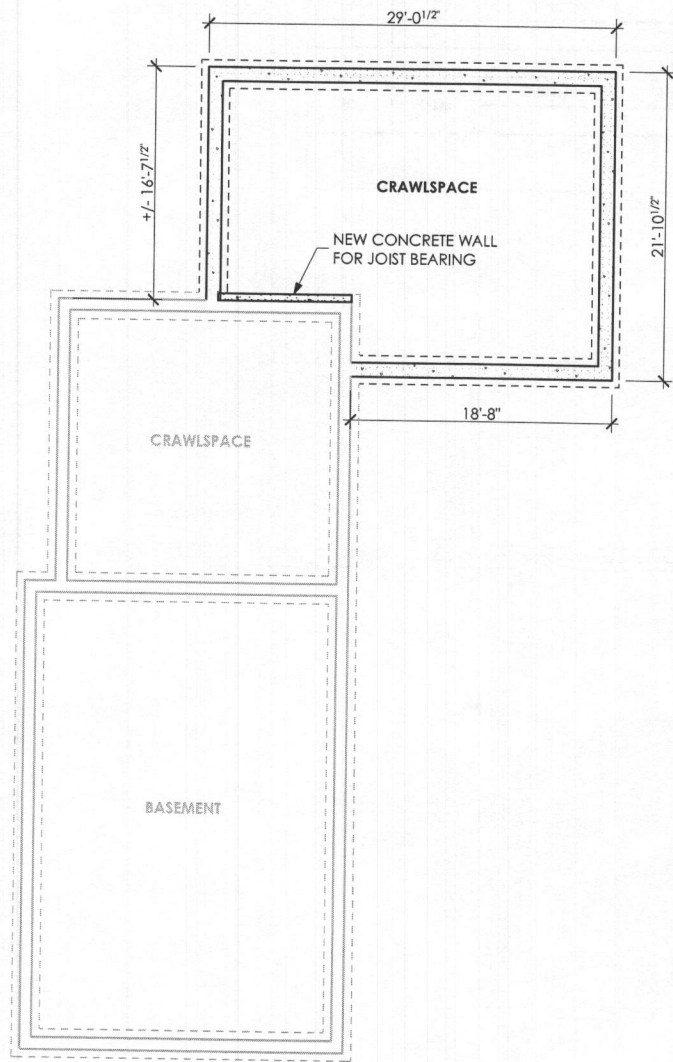 29'-0 1/2"
+/- 16'-7 1/2"
CRAWLSPACE
21'-10 1/2"
NEW CONCRETE WALL
FOR JOIST BEARING
18'-8"
CRAWLSPACE
BASEMENT